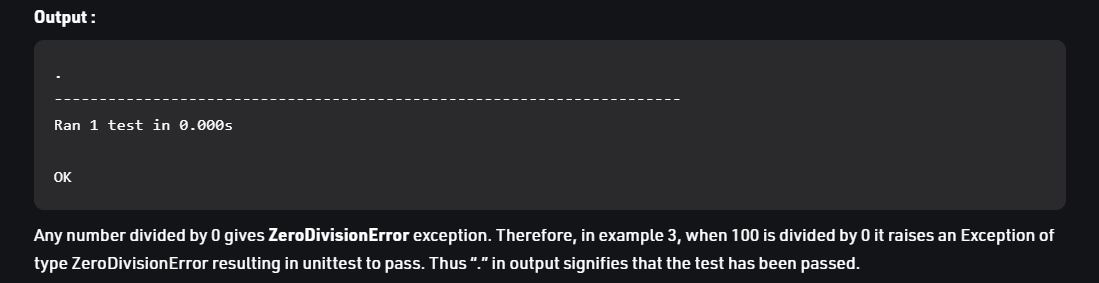 Output :
.
----------------------------------------------------------------------
Ran 1 test in 0.000s
OK
Any number divided by 0 gives ZeroDivisionError exception. Therefore, in example 3, when 100 is divided by 0 it raises an Exception of
type ZeroDivisionError resulting in unittest to pass. Thus “.” in output signifies that the test has been passed.